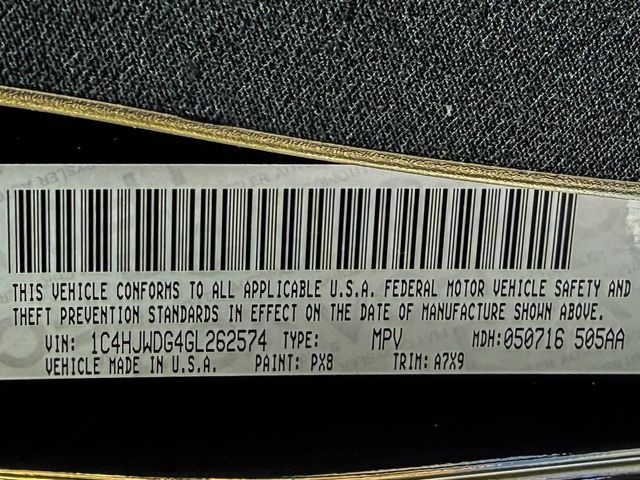 THIS VEHICLE CONFORMS TO ALL APPLICABLE U.S.A. FEDERAL MOTOR VEHICLE SAFETY AND
THEFT PREVENTION STANDARDS IN EFFECT ON THE DATE OF MANUFACTURE SHOWN ABOVE.
VIN: 1C4HJWDG4GL262574 TYPE: MPV MDH:050716 505AA
VEHICLE MADE IN U.S.A. PAINT: PX8 TRIM: A7X9